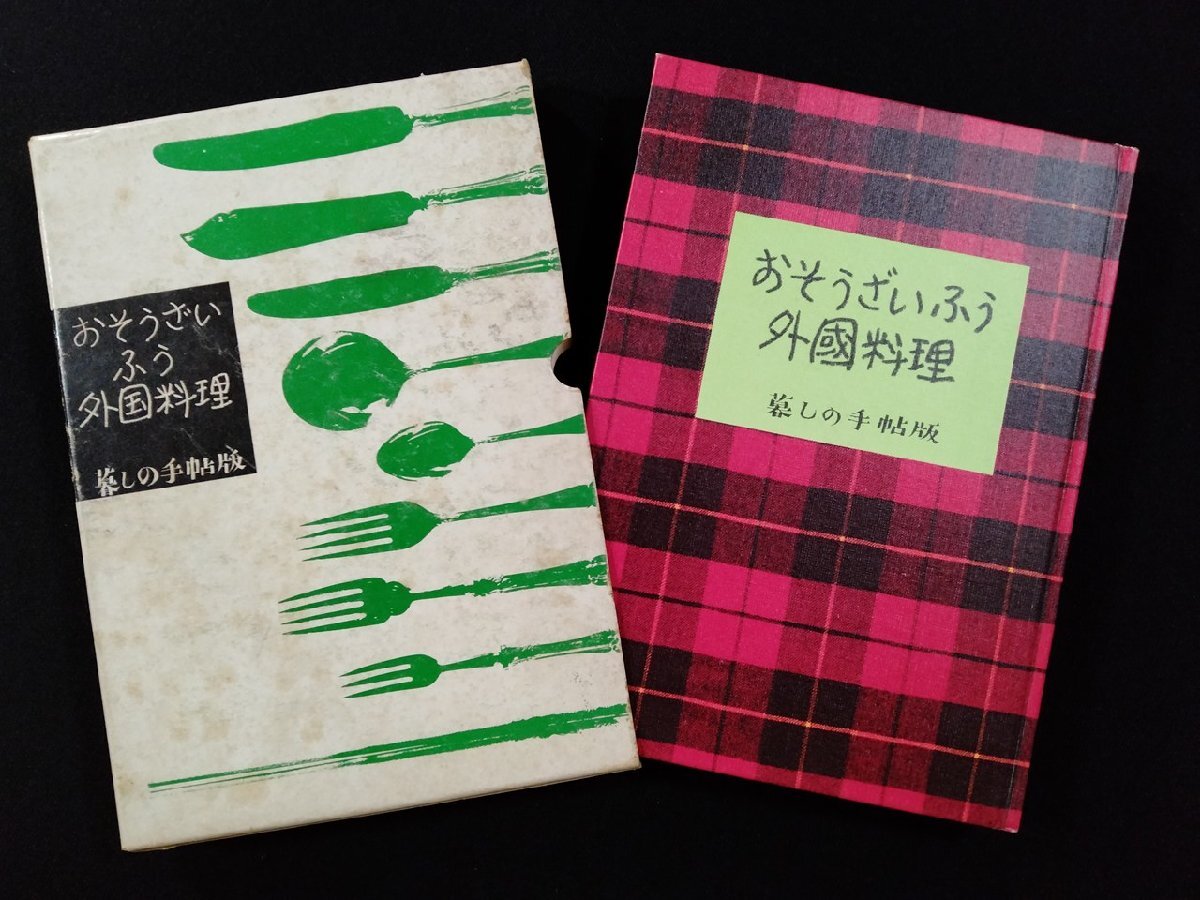 おそうざい
ふう
外国料理
暮しの手帖版
おそうざいふう
外國料理
暮しの手帖版